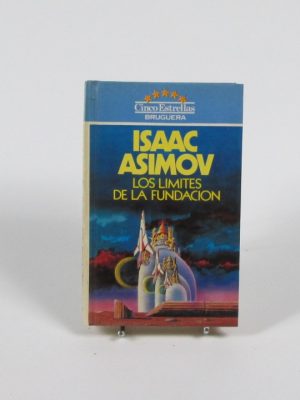 Cinco Estrellas
BRUGUERA
ISAAC
ASIMOV
LOS LIMITES
DE LA FUNDACION